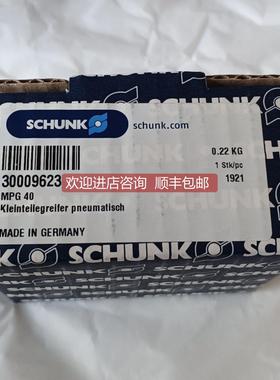 SCHUNK schunk.com
0.22 KG
1 Stk/pc
30009623 欢迎进店咨询 顺丰包邮 1921
MPG 40
Kleinteilegreifer pneumatisch
MADE IN GERMANY
SCHUNK
SCHUNK